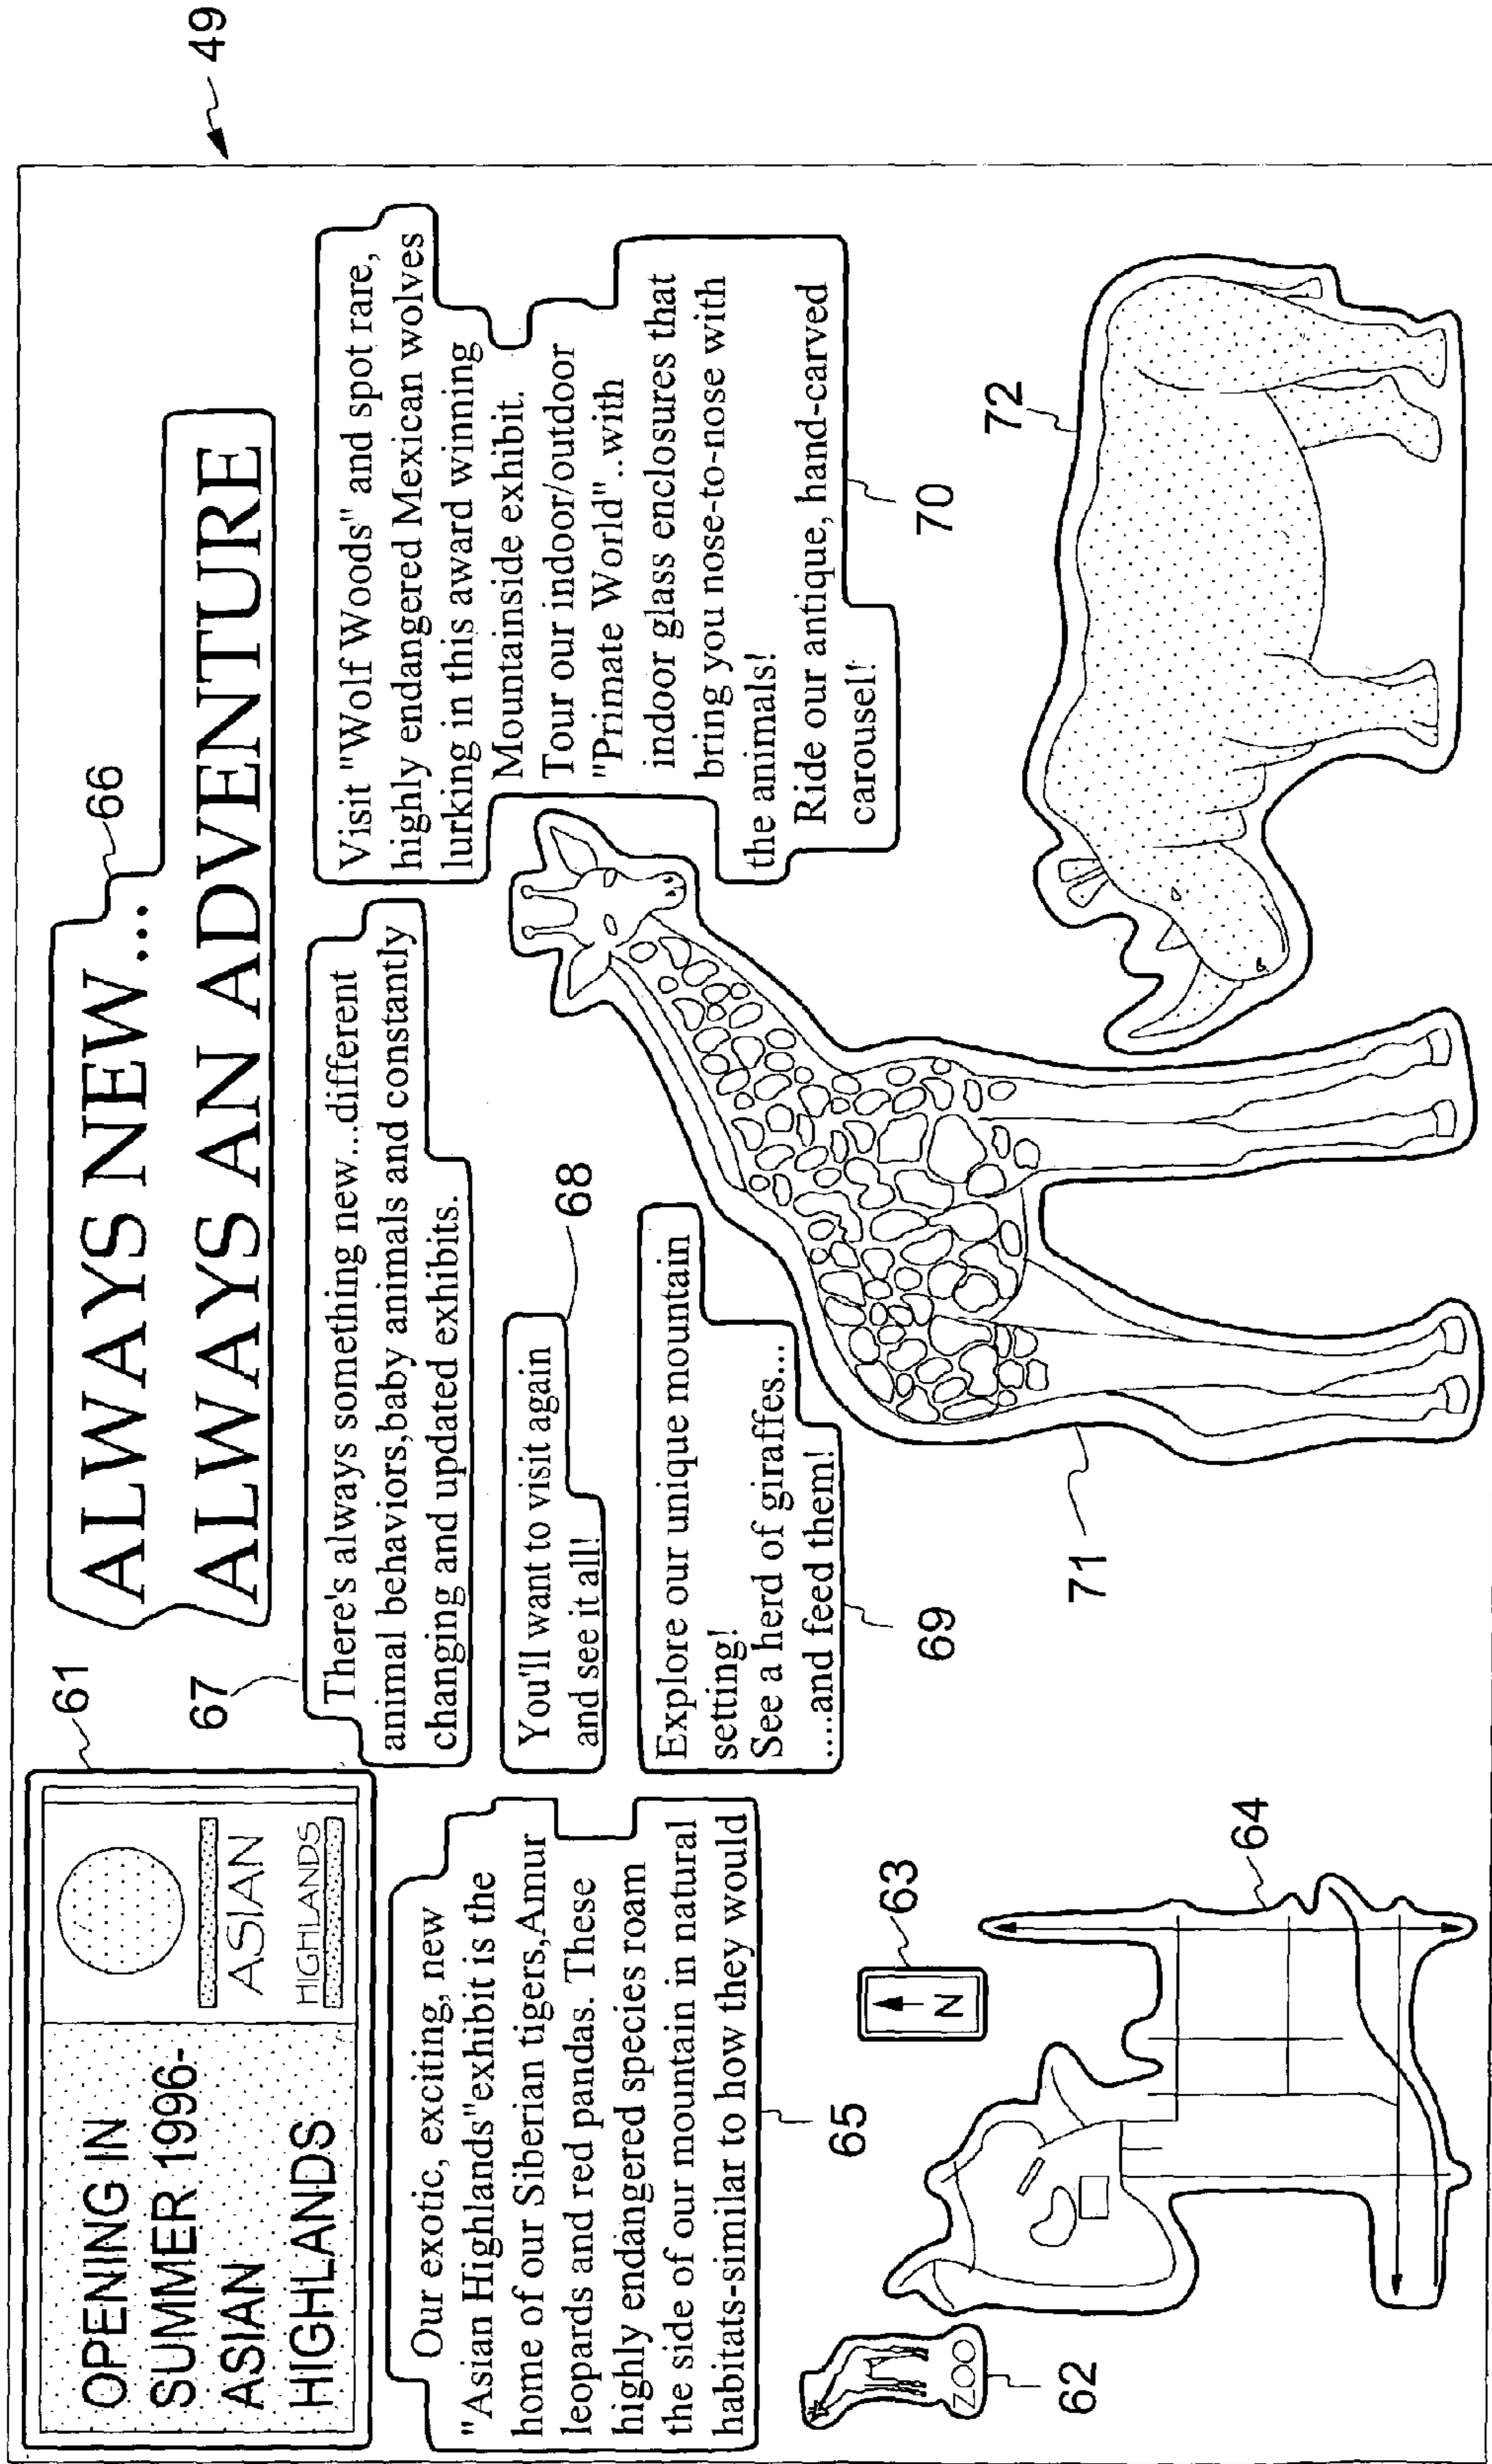 49
61
OPENING IN
SUMMER 1996-
ASIAN
HIGHLANDS
ASIAN
HIGHLANDS
66
ALWAYS NEW...
ALWAYS AN ADVENTURE
67
There's always something new...different
animal behaviors,baby animals and constantly
changing and updated exhibits.
68
You'll want to visit again
and see it all!
Explore our unique mountain
setting!
See a herd of giraffes...
....and feed them!
69
Visit "Wolf Woods" and spot rare,
highly endangered Mexican wolves
lurking in this award winning
Mountainside exhibit.
Tour our indoor/outdoor
"Primate World"..with
indoor glass enclosures that
bring you nose-to-nose with
the animals!
Ride our antique, hand-carved
carousel!
70
Our exotic, exciting, new
"Asian Highlands"exhibit is the
home of our Siberian tigers,Amur
leopards and red pandas. These
highly endangered species roam
the side of our mountain in natural
habitats-similar to how they would
65
ZOO
62
63
N
64
71
72